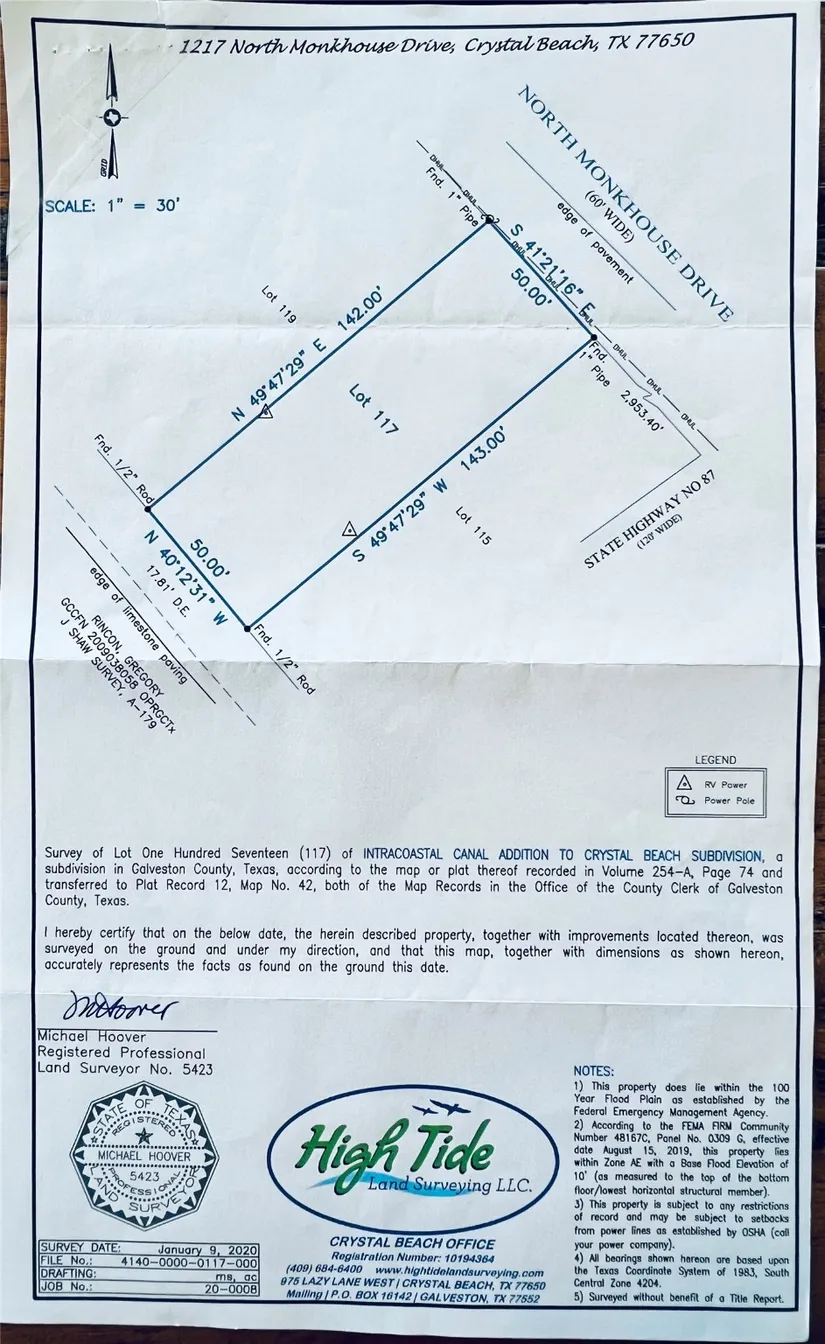 1217 North Monkhouse Drive, Crystal Beach, TX 77650
GRID
SCALE: 1" = 30'
NORTH MONKHOUSE DRIVE
(60' WIDE)
edge of pavement
OHUL OHUL OHUL OHUL OHUL OHUL OHUL OHUL
Fnd. 1" Pipe
S 41°21'16" E
50.00'
Lot 119
N 49°47'29" E 142.00'
Lot 117
Fnd.
1" Pipe
2,953.40'
S 49°47'29" W 143.00'
Lot 115
STATE HIGHWAY NO 87
(120' WIDE)
Fnd. 1/2" Rod
50.00'
N 40°12'31" W
17.81' D.E.
edge of limestone paving
RINCON, GREGORY
GCCFN 2009038058 OPRGCTx
J SHAW SURVEY, A-179
Fnd. 1/2" Rod
LEGEND
RV Power
Power Pole
Survey of Lot One Hundred Seventeen (117) of INTRACOASTAL CANAL ADDITION TO CRYSTAL BEACH SUBDIVISION, a
subdivision in Galveston County, Texas, according to the map or plat thereof recorded in Volume 254-A, Page 74 and
transferred to Plat Record 12, Map No. 42, both of the Map Records in the Office of the County Clerk of Galveston
County, Texas.
I hereby certify that on the below date, the herein described property, together with improvements located thereon, was
surveyed on the ground and under my direction, and that this map, together with dimensions as shown hereon,
accurately represents the facts as found on the ground this date.
Michael Hoover
Registered Professional
Land Surveyor No. 5423
STATE OF TEXAS
REGISTERED
MICHAEL HOOVER
5423
PROFESSIONAL
LAND SURVEYOR
SURVEY DATE: January 9, 2020
FILE No.: 4140-0000-0117-000
DRAFTING: ms, ac
JOB No.: 20-0008
High Tide
Land Surveying LLC.
CRYSTAL BEACH OFFICE
Registration Number: 10194364
(409) 684-6400 www.hightidelandsurveying.com
975 LAZY LANE WEST | CRYSTAL BEACH, TX 77650
Mailing | P.O. BOX 16142 | GALVESTON, TX 77552
NOTES:
1) This property does lie within the 100
Year Flood Plain as established by the
Federal Emergency Management Agency.
2) According to the FEMA FIRM Community
Number 48167C, Panel No. 0309 G, effective
date August 15, 2019, this property lies
within Zone AE with a Base Flood Elevation of
10' (as measured to the top of the bottom
floor/lowest horizontal structural member).
3) This property is subject to any restrictions
of record and may be subject to setbacks
from power lines as established by OSHA (call
your power company).
4) All bearings shown hereon are based upon
the Texas Coordinate System of 1983, South
Central Zone 4204.
5) Surveyed without benefit of a Title Report.